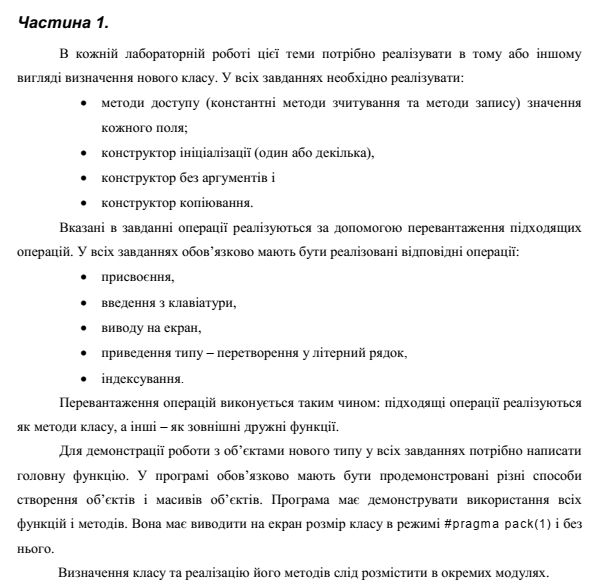 Частина 1.
В кожній лабораторній роботі цієї теми потрібно реалізувати в тому або іншому
вигляді визначення нового класу. У всіх завданнях необхідно реалізувати:
• методи доступу (константні методи зчитування та методи запису) значення
кожного поля;
• конструктор ініціалізації (один або декілька),
• конструктор без аргументів і
• конструктор копіювання.
Вказані в завданні операції реалізуються за допомогою перевантаження підходящих
операцій. У всіх завданнях обов’язково мають бути реалізовані відповідні операції:
• присвоєння,
• введення з клавіатури,
• виводу на екран,
• приведення типу – перетворення у літерний рядок,
• індексування.
Перевантаження операцій виконується таким чином: підходящі операції реалізуються
як методи класу, а інші – як зовнішні дружні функції.
Для демонстрації роботи з об’єктами нового типу у всіх завданнях потрібно написати
головну функцію. У програмі обов’язково мають бути продемонстровані різні способи
створення об’єктів і масивів об’єктів. Програма має демонструвати використання всіх
функцій і методів. Вона має виводити на екран розмір класу в режимі #pragma pack(1) і без
нього.
Визначення класу та реалізацію його методів слід розмістити в окремих модулях.